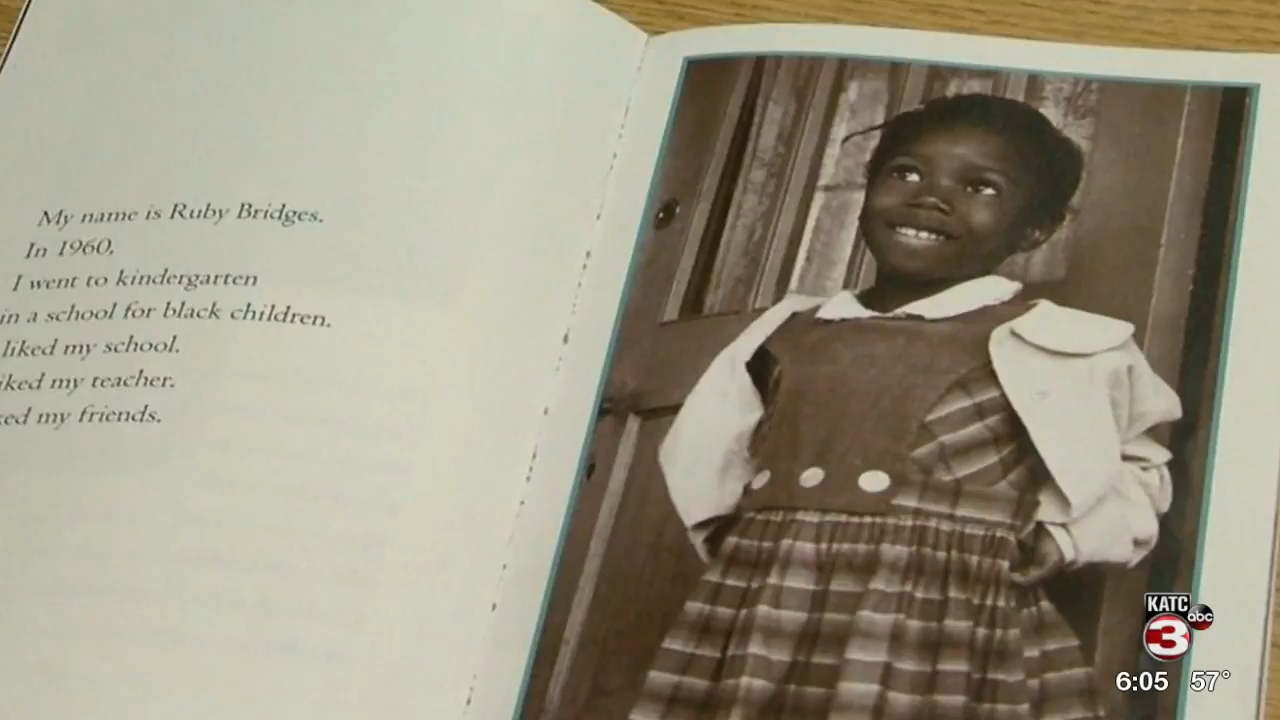 My name is Ruby Bridges.
In 1960,
I went to kindergarten
in a school for black children.
liked my school.
iked my teacher.
ked my friends.
KATC
abc
3
6:05 57°